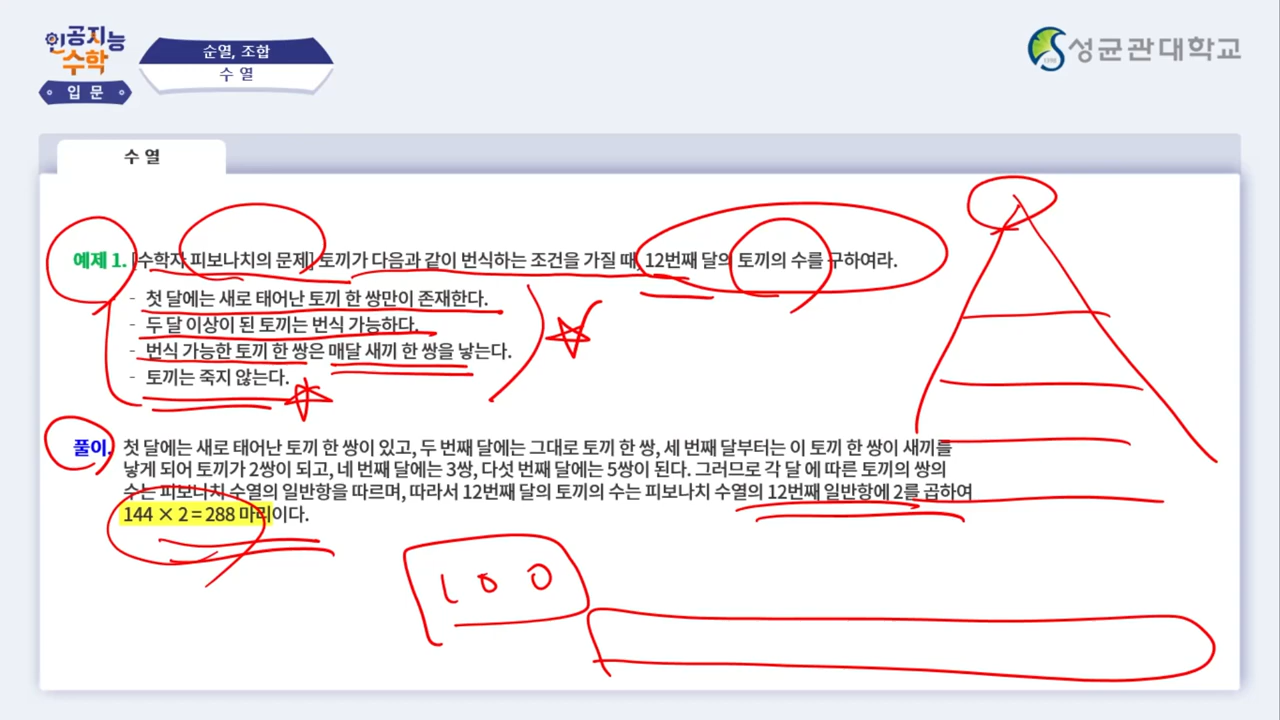 인공지능
수학
입 문
순열, 조합
수 열
성균관대학교
수 열
예제 1. [수학자 피보나치의 문제] 토끼가 다음과 같이 번식하는 조건을 가질 때, 12번째 달의 토끼의 수를 구하여라.
- 첫 달에는 새로 태어난 토끼 한 쌍만이 존재한다.
- 두 달 이상이 된 토끼는 번식 가능하다.
- 번식 가능한 토끼 한 쌍은 매달 새끼 한 쌍을 낳는다.
- 토끼는 죽지 않는다.
풀이. 첫 달에는 새로 태어난 토끼 한 쌍이 있고, 두 번째 달에는 그대로 토끼 한 쌍, 세 번째 달부터는 이 토끼 한 쌍이 새끼를
낳게 되어 토끼가 2쌍이 되고, 네 번째 달에는 3쌍, 다섯 번째 달에는 5쌍이 된다. 그러므로 각 달 에 따른 토끼의 쌍의
수는 피보나치 수열의 일반항을 따르며, 따라서 12번째 달의 토끼의 수는 피보나치 수열의 12번째 일반항에 2를 곱하여
144 × 2 = 288 마리이다.
100